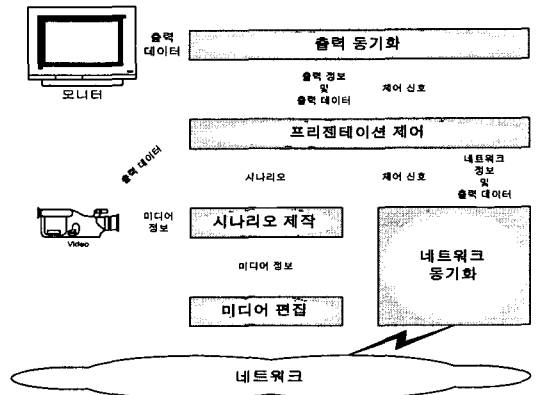 출력
데이터
출력 동기화
모니터
출력 정보
및
출력 데이터
제어 신호
프리젠테이션 제어
출력 데이터
시나리오
제어 신호
네트워크
정보
및
출력 데이터
Video
미디어
정보
시나리오 제작
네트워크
동기화
미디어 정보
미디어 편집
네트워크